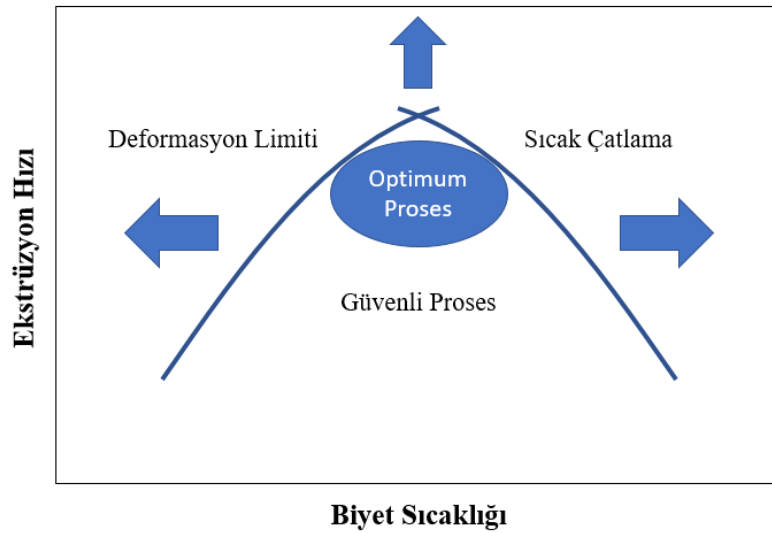 Deformasyon Limiti
Sıcak Çatlama
Optimum
Proses
Güvenli Proses
Ekstrüzyon Hızı
Biyet Sıcaklığı